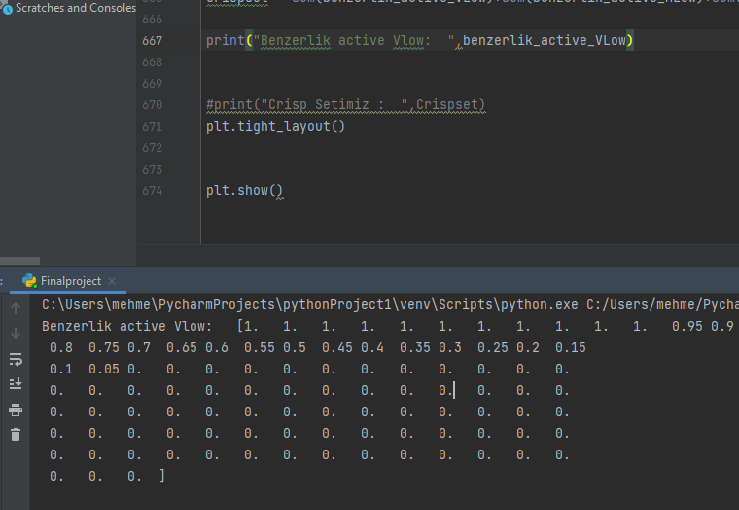 Scratches and Consoles
666
667 print("Benzerlik active Vlow:  ",benzerlik_active_VLow)
668
669
670 #print("Crisp Setimiz :  ",Crispset)
671 plt.tight_layout()
672
673
674 plt.show()
Finalproject
C:\Users\mehme\PycharmProjects\pythonProject1\venv\Scripts\python.exe C:/Users/mehme/Pycha
Benzerlik active Vlow:   [1.   1.   1.   1.   1.   1.   1.   1.   1.   1.   1.   0.95 0.9
0.8  0.75 0.7  0.65 0.6  0.55 0.5  0.45 0.4  0.35 0.3  0.25 0.2  0.15
0.1  0.05 0.   0.   0.   0.   0.   0.   0.   0.   0.   0.   0.   0.
0.   0.   0.   0.   0.   0.   0.   0.   0.   0.   0.   0.   0.   0.
0.   0.   0.   0.   0.   0.   0.   0.   0.   0.   0.   0.   0.   0.
0.   0.   0.   0.   0.   0.   0.   0.   0.   0.   0.   0.   0.   0.
0.   0.   0.   0.   0.   0.   0.   0.   0.   0.   0.   0.   0.   0.
0.   0.   0.  ]